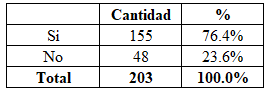 Cantidad %
Si 155 76.4%
No 48 23.6%
Total 203 100.0%